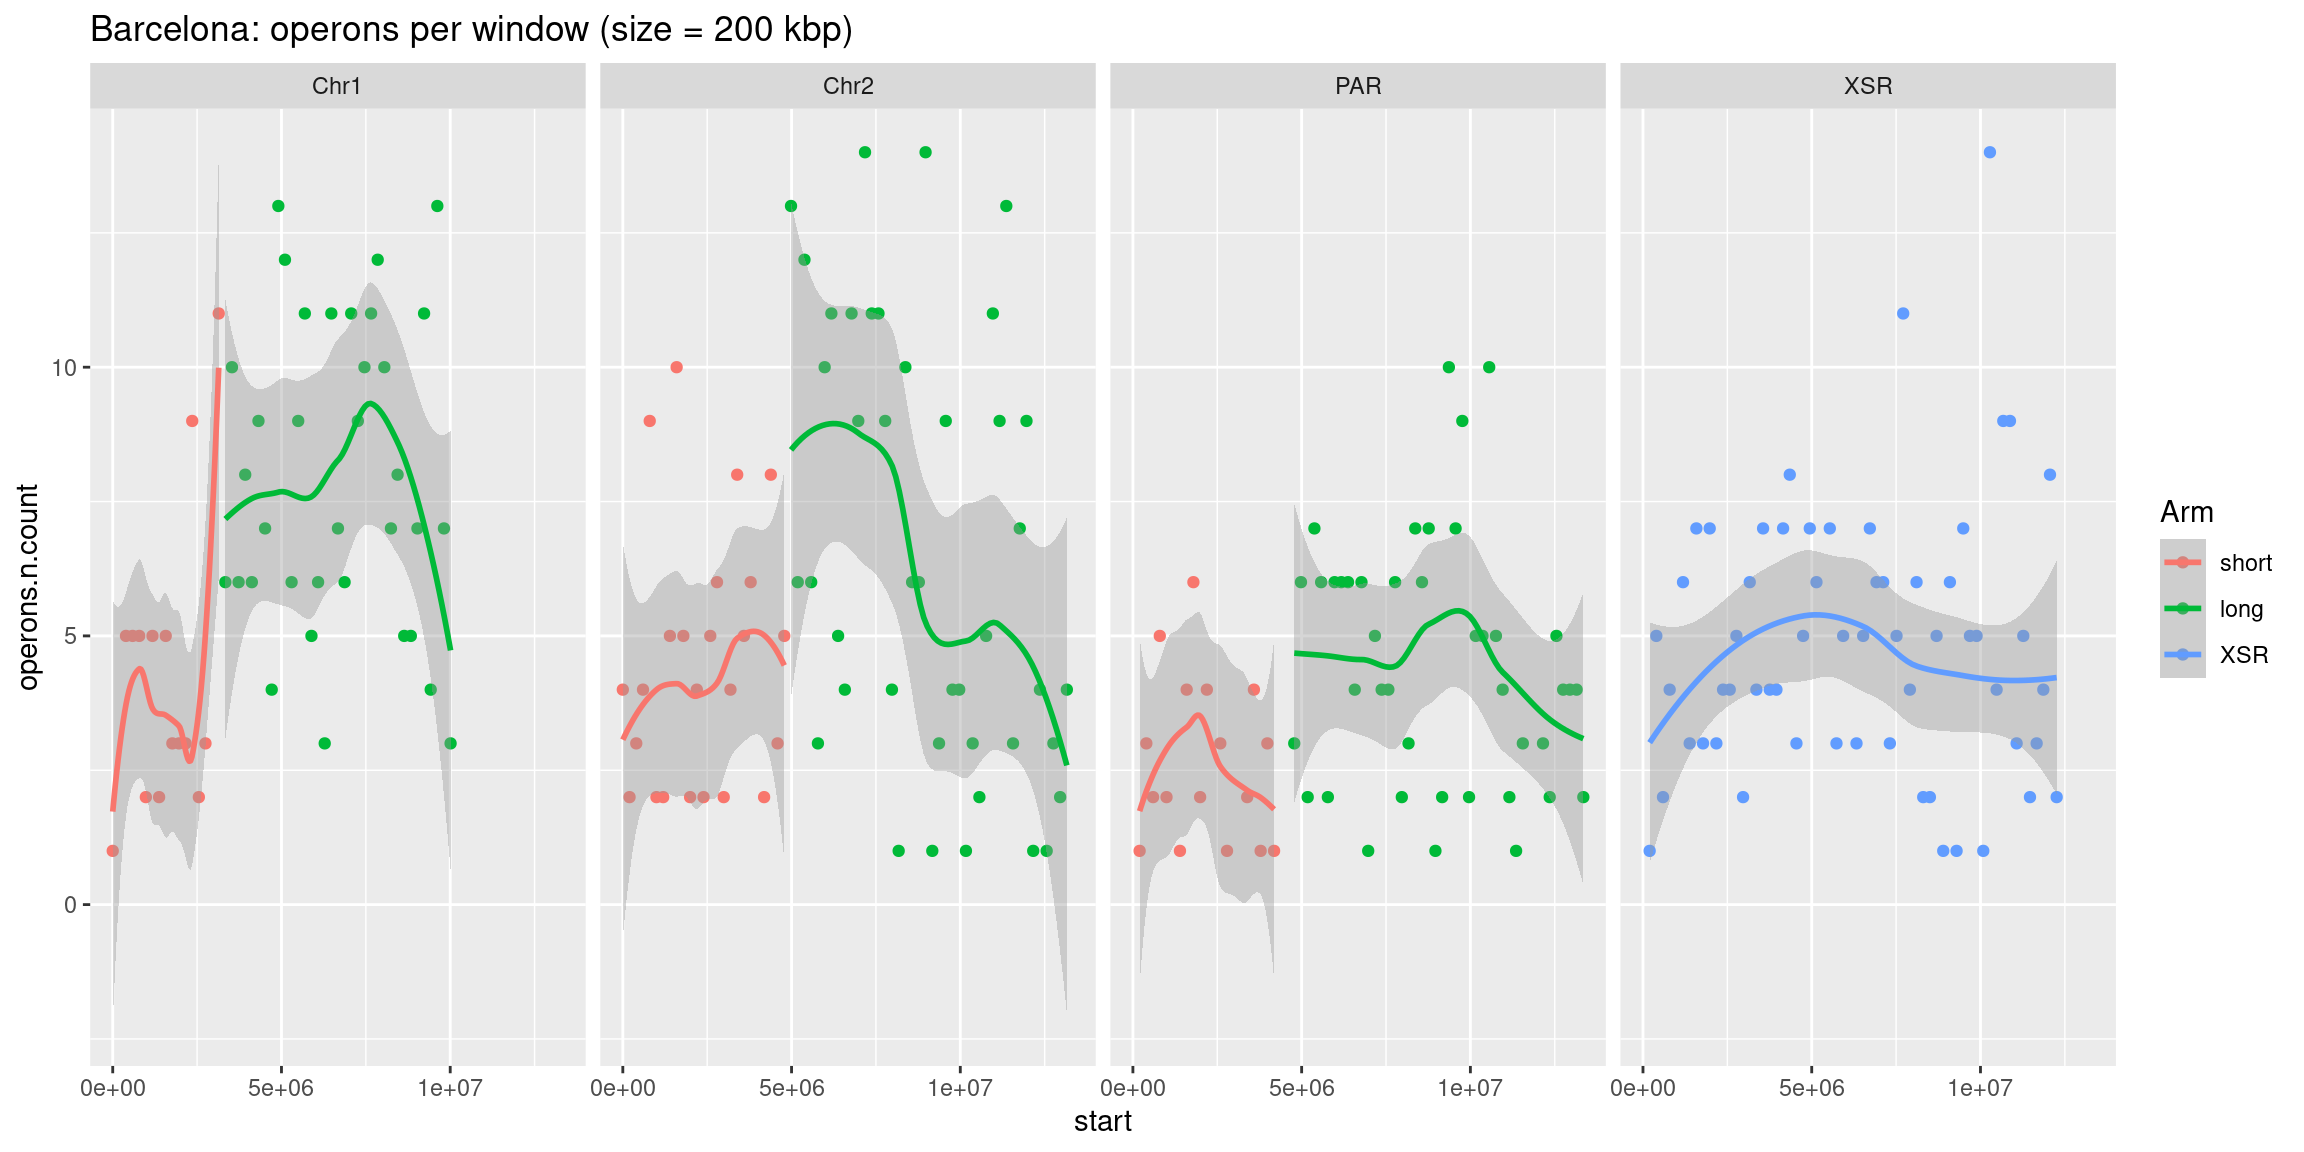 Barcelona: operons per window (size = 200 kbp)
Chr1 Chr2 PAR XSR
operons.n.count
10
5
0
0e+00 5e+06 1e+07 0e+00 5e+06 1e+07 0e+00 5e+06 1e+07 0e+00 5e+06 1e+07
start
Arm
short
long
XSR